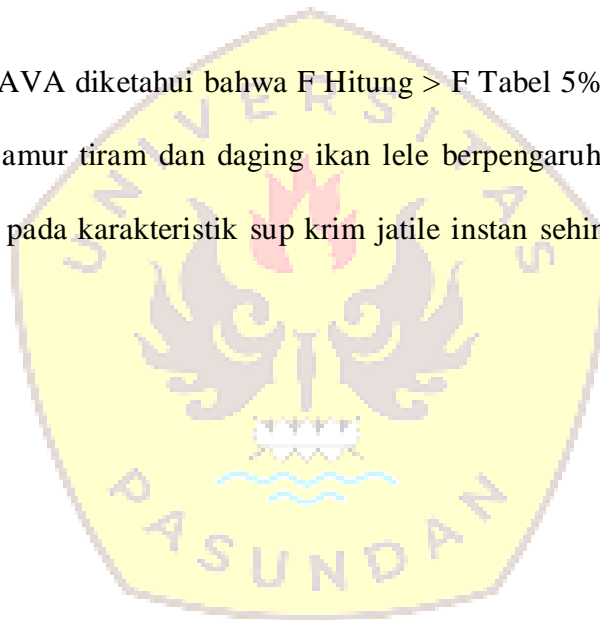 AVA diketahui bahwa F Hitung > F Tabel 5%
amur tiram dan daging ikan lele berpengaruh
pada karakteristik sup krim jatile instan sehin
UNIVERSITAS
PASUNDAN